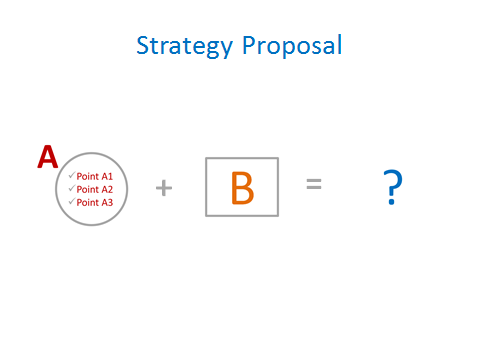 Strategy Proposal
A
✓Point A1
✓Point A2
✓Point A3
+
B
=
?